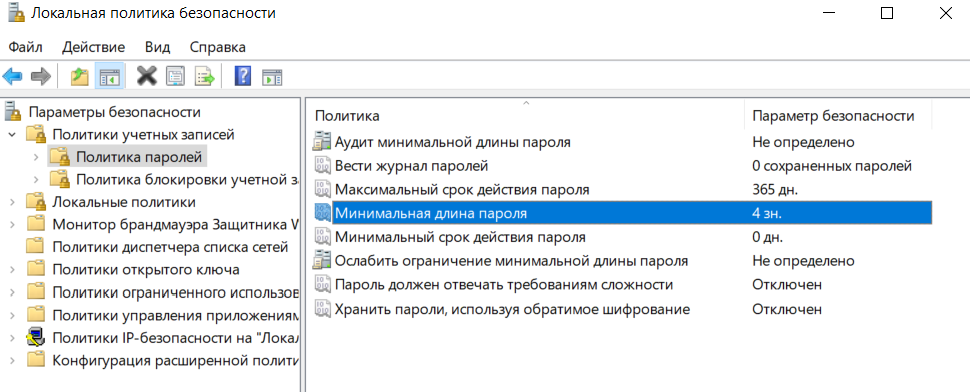 Локальная политика безопасности
Файл Действие Вид Справка
Параметры безопасности
Политики учетных записей
Политика паролей
Политика блокировки учетной за
Локальные политики
Монитор брандмауэра Защитника W
Политики диспетчера списка сетей
Политики открытого ключа
Политики ограниченного использов
Политики управления приложениям
Политики IP-безопасности на "Лока
Конфигурация расширенной полити
Политика Параметр безопасности
Аудит минимальной длины пароля Не определено
Вести журнал паролей 0 сохраненных паролей
Максимальный срок действия пароля 365 дн.
Минимальная длина пароля 4 зн.
Минимальный срок действия пароля 0 дн.
Ослабить ограничение минимальной длины пароля Не определено
Пароль должен отвечать требованиям сложности Отключен
Хранить пароли, используя обратимое шифрование Отключен